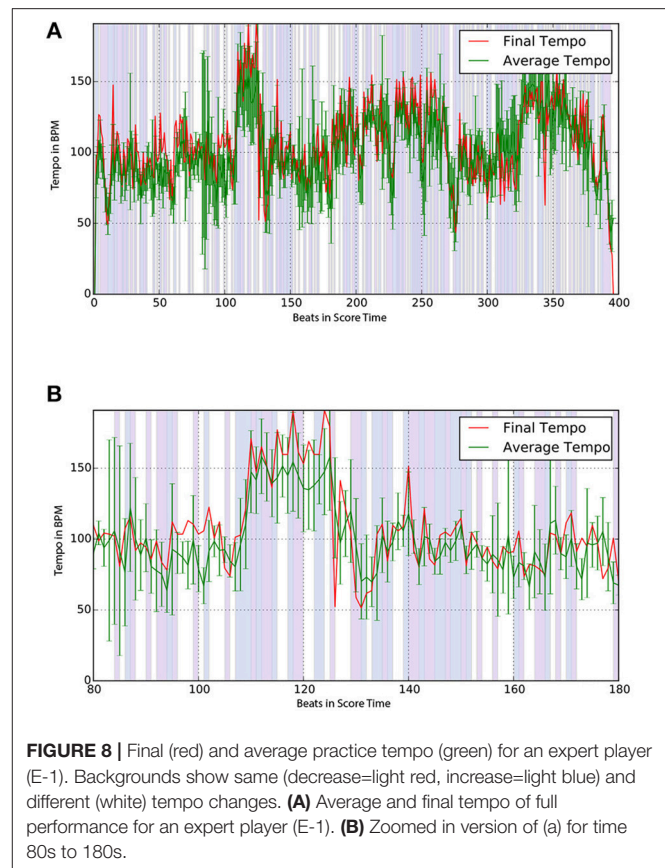 A
Final Tempo
Average Tempo
150
100
50
0
Tempo in BPM
0 50 100 150 200 250 300 350 400
Beats in Score Time
B
Final Tempo
Average Tempo
150
100
50
0
Tempo in BPM
80 100 120 140 160 180
Beats in Score Time
FIGURE 8 | Final (red) and average practice tempo (green) for an expert player
(E-1). Backgrounds show same (decrease=light red, increase=light blue) and
different (white) tempo changes. (A) Average and final tempo of full
performance for an expert player (E-1). (B) Zoomed in version of (a) for time
80s to 180s.